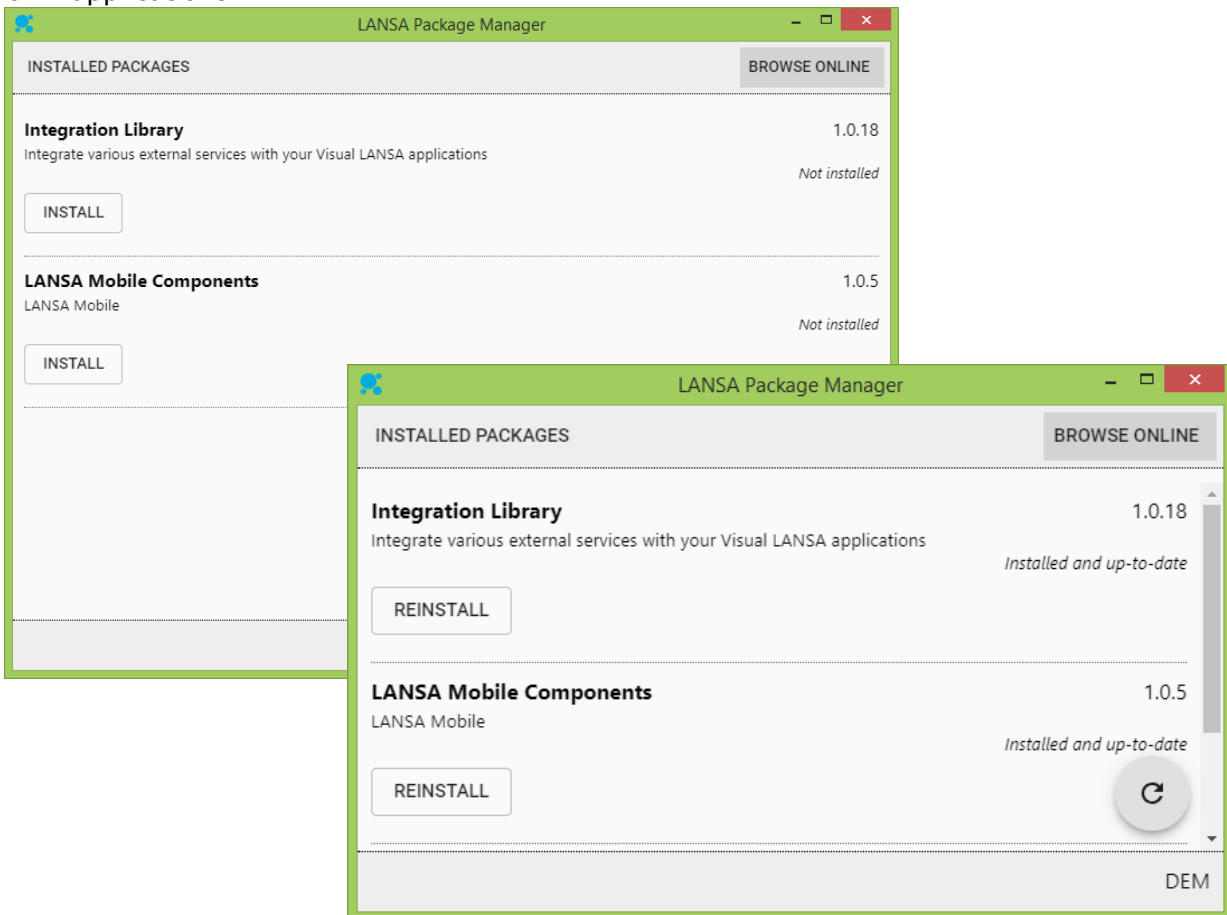 LANSA Package Manager
INSTALLED PACKAGES
BROWSE ONLINE
Integration Library
1.0.18
Integrate various external services with your Visual LANSA applications
Not installed
INSTALL
LANSA Mobile Components
1.0.5
LANSA Mobile
Not installed
INSTALL
LANSA Package Manager
INSTALLED PACKAGES
BROWSE ONLINE
Integration Library
1.0.18
Integrate various external services with your Visual LANSA applications
Installed and up-to-date
REINSTALL
LANSA Mobile Components
1.0.5
LANSA Mobile
Installed and up-to-date
REINSTALL
DEM